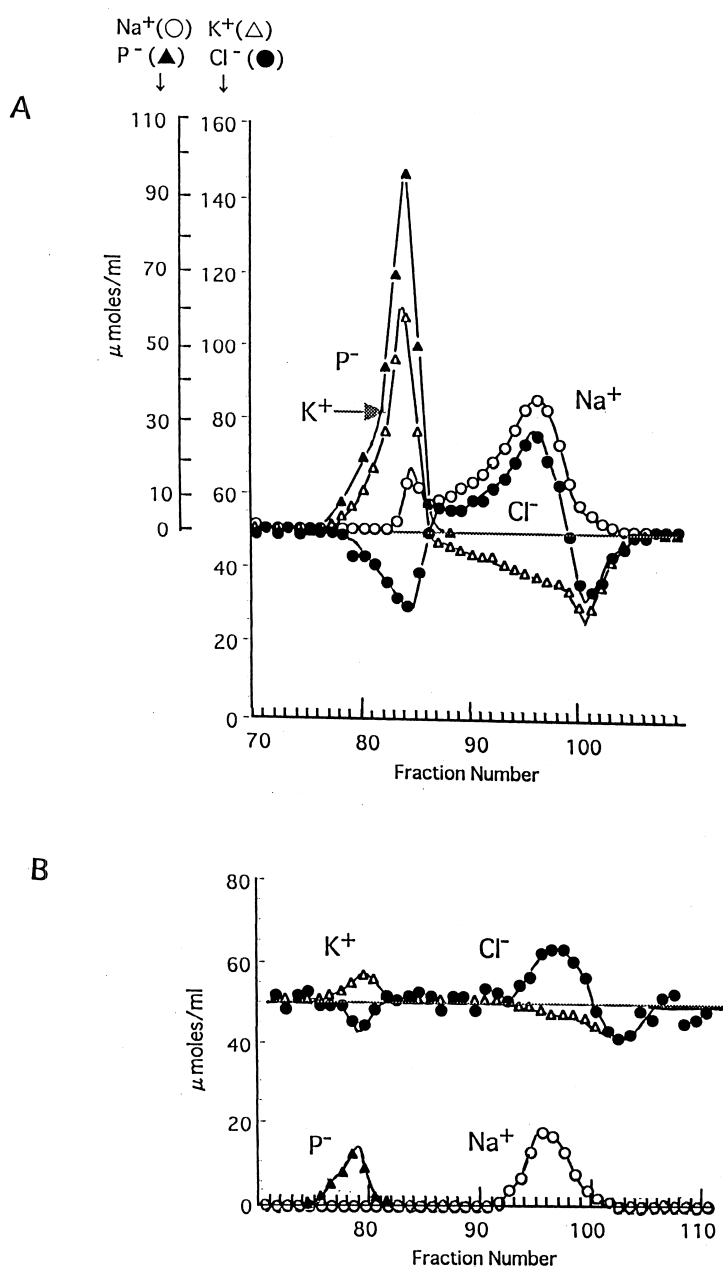 Na⁺(○) K⁺(△)
P⁻(▲) Cl⁻(●)
↓ ↓
A
110 160
140
90
120
70
100
50
80
30
60
10
0
40
20
0
μmoles/ml
P⁻
K⁺
Na⁺
Cl⁻
70 80 90 100
Fraction Number
B
80
60
40
20
0
μmoles/ml
K⁺ Cl⁻
P⁻ Na⁺
80 90 100 110
Fraction Number